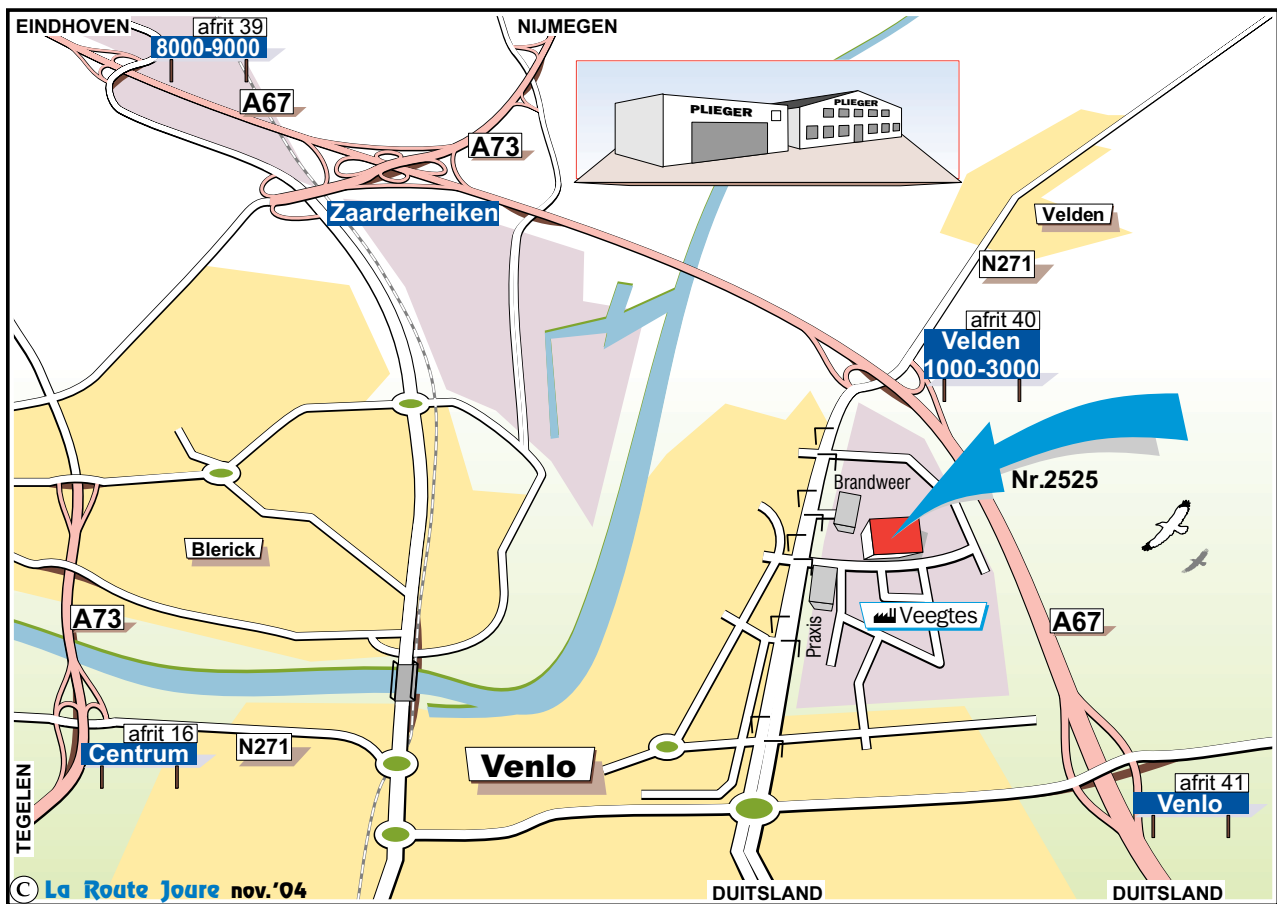 EINDHOVEN
afrit 39
8000-9000
NIJMEGEN
A67
A73
PLIEGER
PLIEGER
Zaarderheiken
Velden
N271
afrit 40
Velden
1000-3000
Nr.2525
Brandweer
Blerick
Veegtes
Praxis
A73
A67
afrit 16
Centrum
N271
Venlo
afrit 41
Venlo
TEGELEN
© La Route Joure nov.'04
DUITSLAND
DUITSLAND